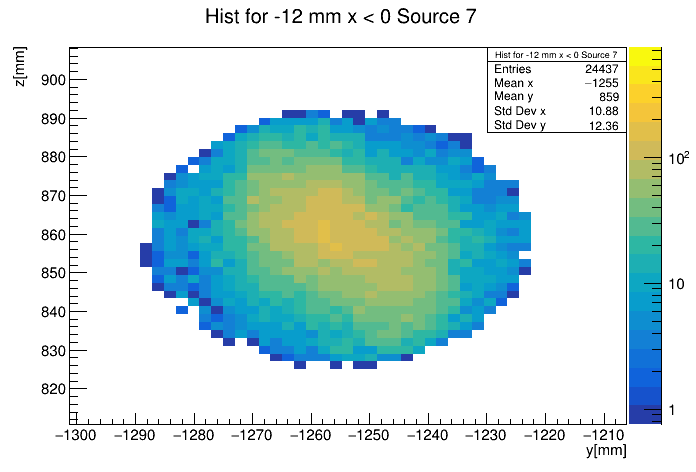 Hist for -12 mm x < 0 Source 7
z[mm]
Hist for -12 mm x < 0 Source 7
Entries 24437
Mean x −1255
Mean y 859
Std Dev x 10.88
Std Dev y 12.36
900
890
880
870
860
850
840
830
820
10²
10
1
−1300 −1290 −1280 −1270 −1260 −1250 −1240 −1230 −1220 −1210
y[mm]